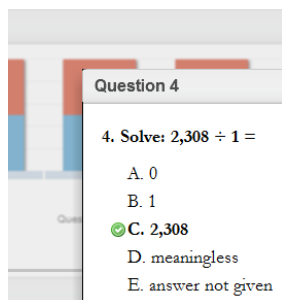 Question 4
4. Solve: 2,308 ÷ 1 =
A. 0
B. 1
C. 2,308
D. meaningless
E. answer not given